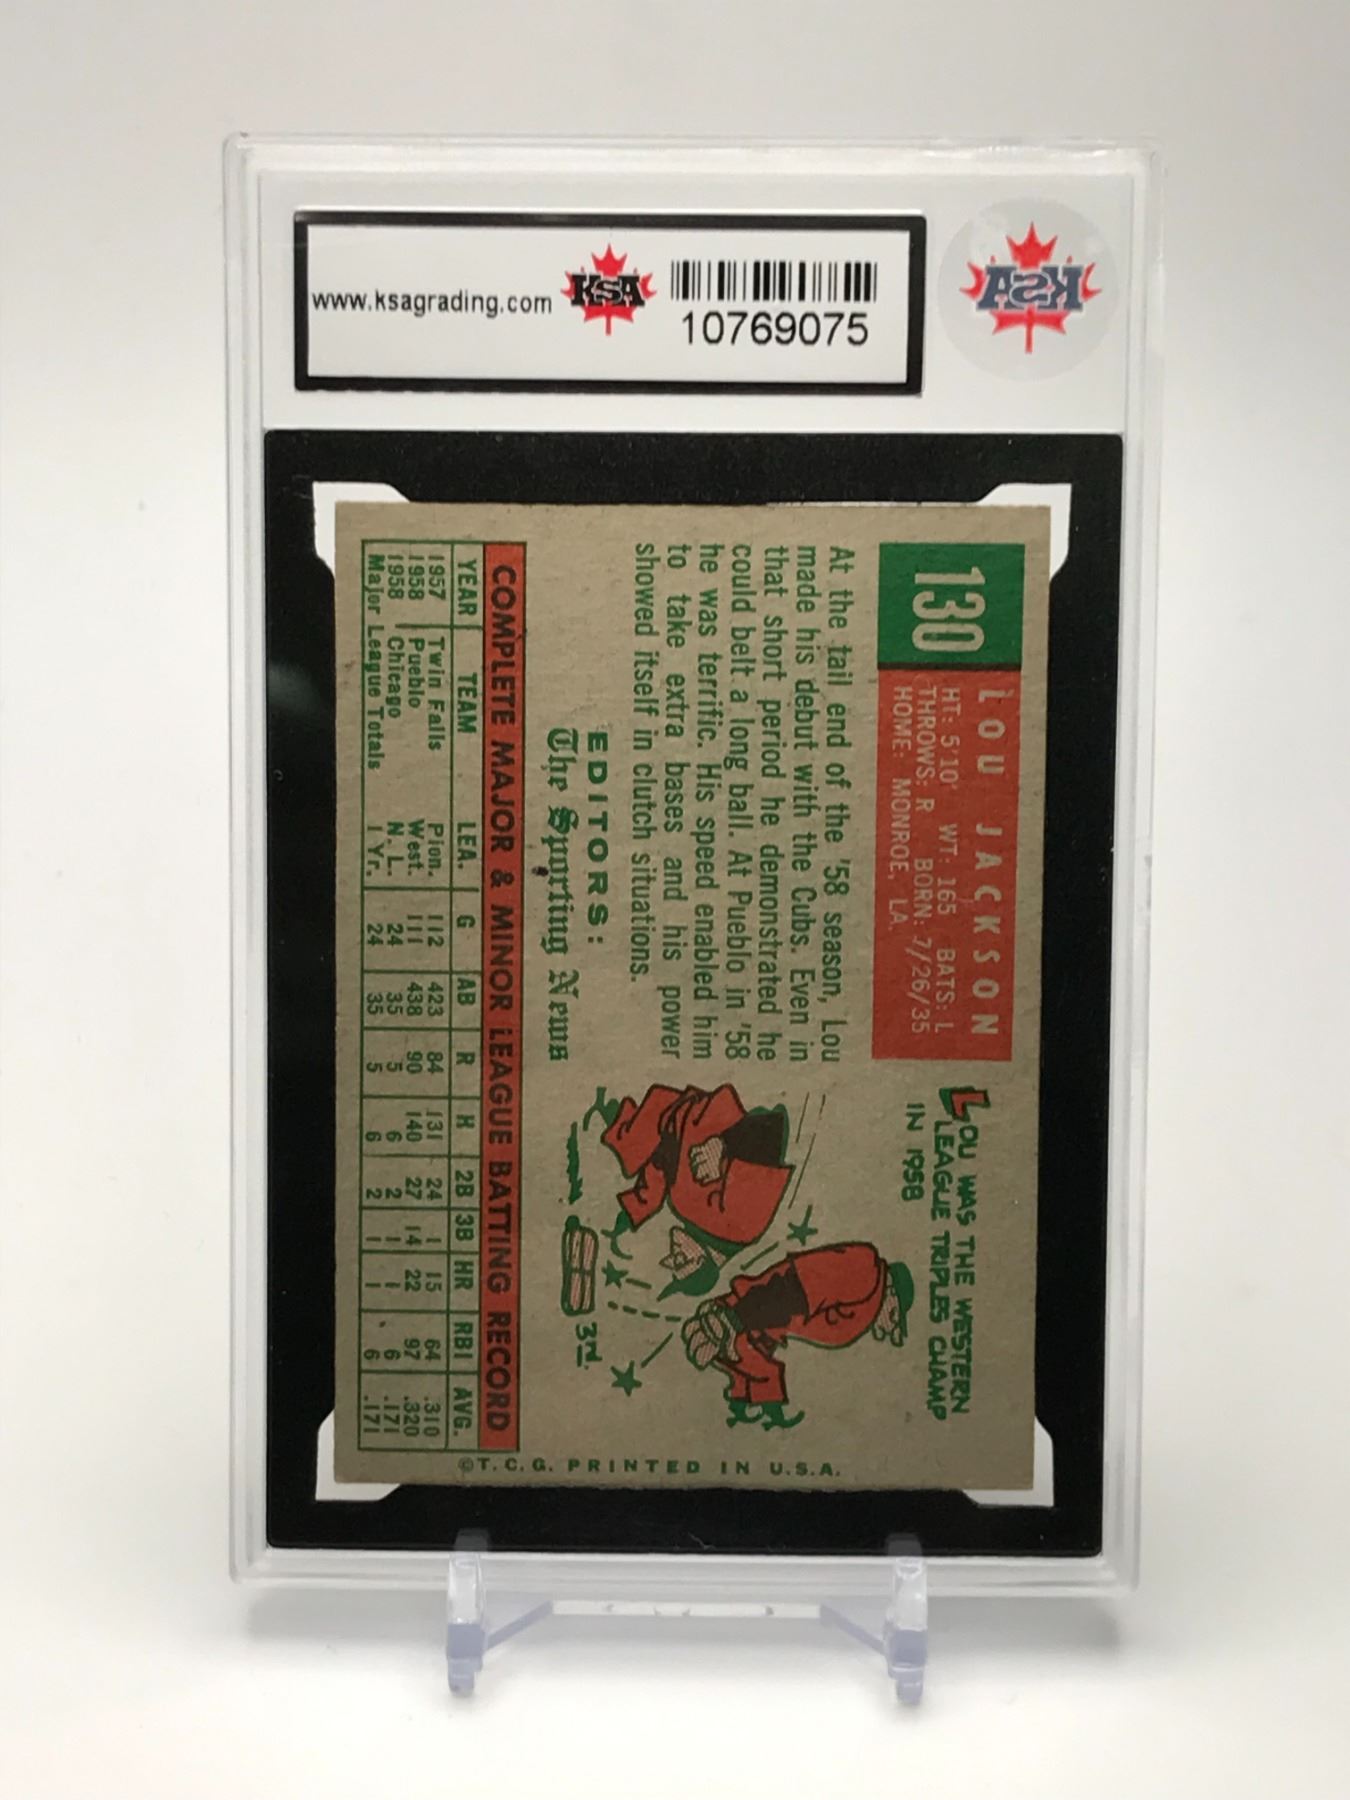 www.ksagrading.com
KSA
10769075
KSA
130
LOU JACKSON
HT: 5'10" WT: 165 BATS: L
THROWS: R BORN: 7/26/35
HOME: MONROE, LA.
At the tail end of the '58 season, Lou
made his debut with the Cubs. Even in
that short period he demonstrated he
could belt a long ball. At Pueblo in '58
he was terrific. His speed enabled him
to take extra bases and his power
showed itself in clutch situations.
EDITORS:
The Sporting News
LOU WAS THE WESTERN
LEAGUE TRIPLES CHAMP
IN 1958
3rd.
COMPLETE MAJOR & MINOR LEAGUE BATTING RECORD
YEAR TEAM LEA. G AB R H 2B 3B HR RBI AVG.
1957 Twin Falls Pion. 112 423 84 131 24 1 15 64 .310
1958 Pueblo West. 111 438 90 140 27 14 22 97 .320
1958 Chicago N.L. 24 35 5 6 2 1 1 6 .171
Major League Totals 1 Yr. 24 35 5 6 2 1 1 6 .171
©T.C.G. PRINTED IN U.S.A.